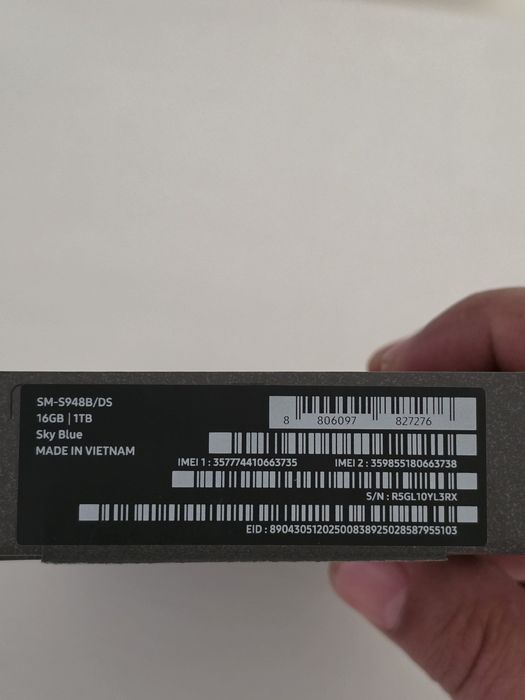 SM-S948B/DS
16GB | 1TB
Sky Blue
MADE IN VIETNAM
8 806097 827276
IMEI 1 : 357774410663735 IMEI 2 : 359855180663738
S/N : R5GL10YL3RX
EID : 89043051202500838925028587955103